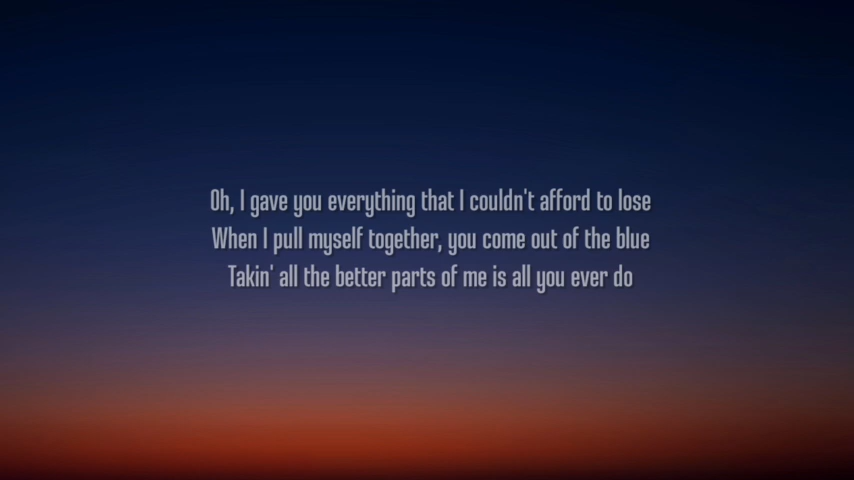 Oh, I gave you everything that I couldn't afford to lose
When I pull myself together, you come out of the blue
Takin' all the better parts of me is all you ever do